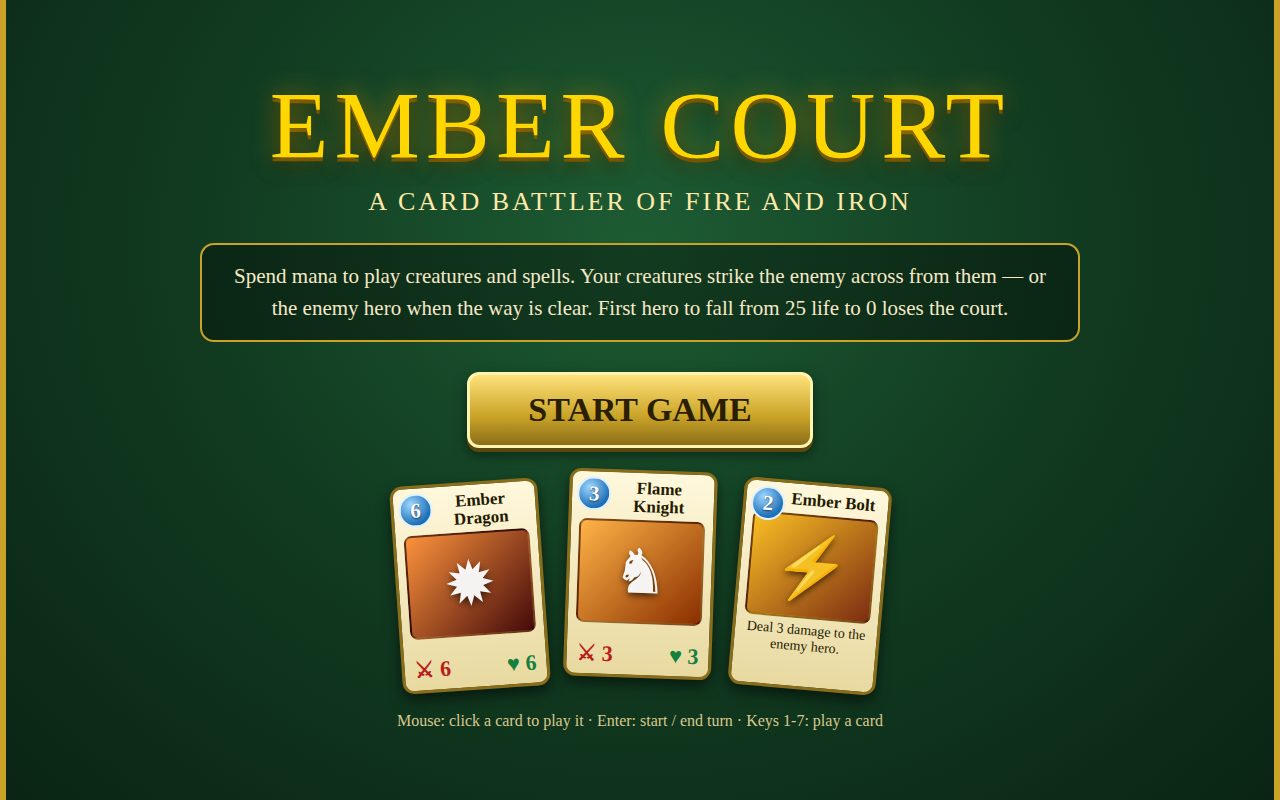 EMBER COURT
A CARD BATTLER OF FIRE AND IRON
Spend mana to play creatures and spells. Your creatures strike the enemy across from them — or
the enemy hero when the way is clear. First hero to fall from 25 life to 0 loses the court.
START GAME
6
Ember
Dragon
⚔ 6
♥ 6
3
Flame
Knight
⚔ 3
♥ 3
2
Ember Bolt
Deal 3 damage to the
enemy hero.
Mouse: click a card to play it · Enter: start / end turn · Keys 1-7: play a card